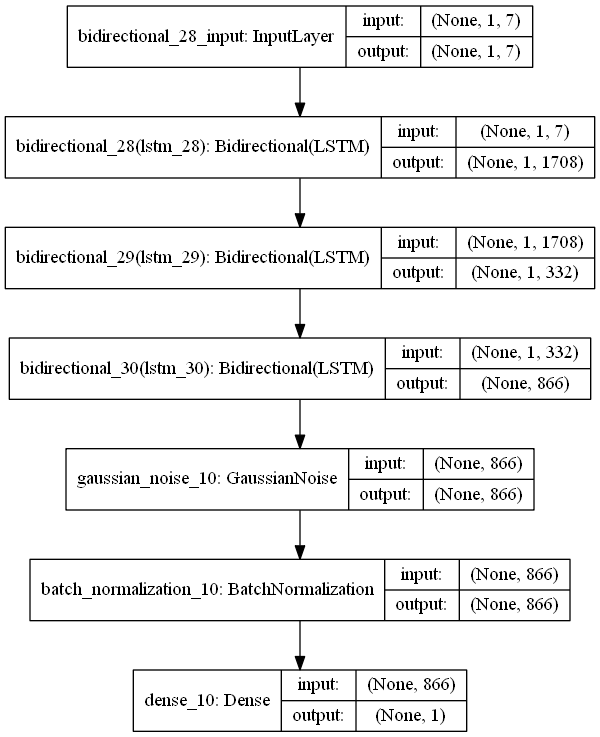 bidirectional_28_input: InputLayer
input: (None, 1, 7)
output: (None, 1, 7)
bidirectional_28(lstm_28): Bidirectional(LSTM)
input: (None, 1, 7)
output: (None, 1, 1708)
bidirectional_29(lstm_29): Bidirectional(LSTM)
input: (None, 1, 1708)
output: (None, 1, 332)
bidirectional_30(lstm_30): Bidirectional(LSTM)
input: (None, 1, 332)
output: (None, 866)
gaussian_noise_10: GaussianNoise
input: (None, 866)
output: (None, 866)
batch_normalization_10: BatchNormalization
input: (None, 866)
output: (None, 866)
dense_10: Dense
input: (None, 866)
output: (None, 1)